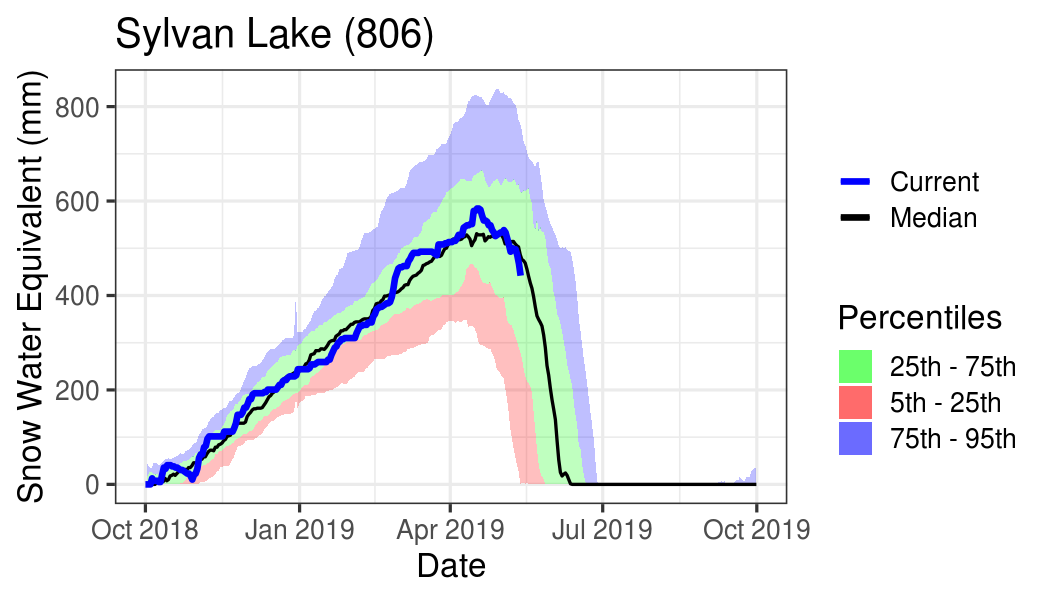 Sylvan Lake (806)
Snow Water Equivalent (mm)
800
600
400
200
0
Oct 2018
Jan 2019
Apr 2019
Jul 2019
Oct 2019
Date
Current
Median
Percentiles
25th - 75th
5th - 25th
75th - 95th